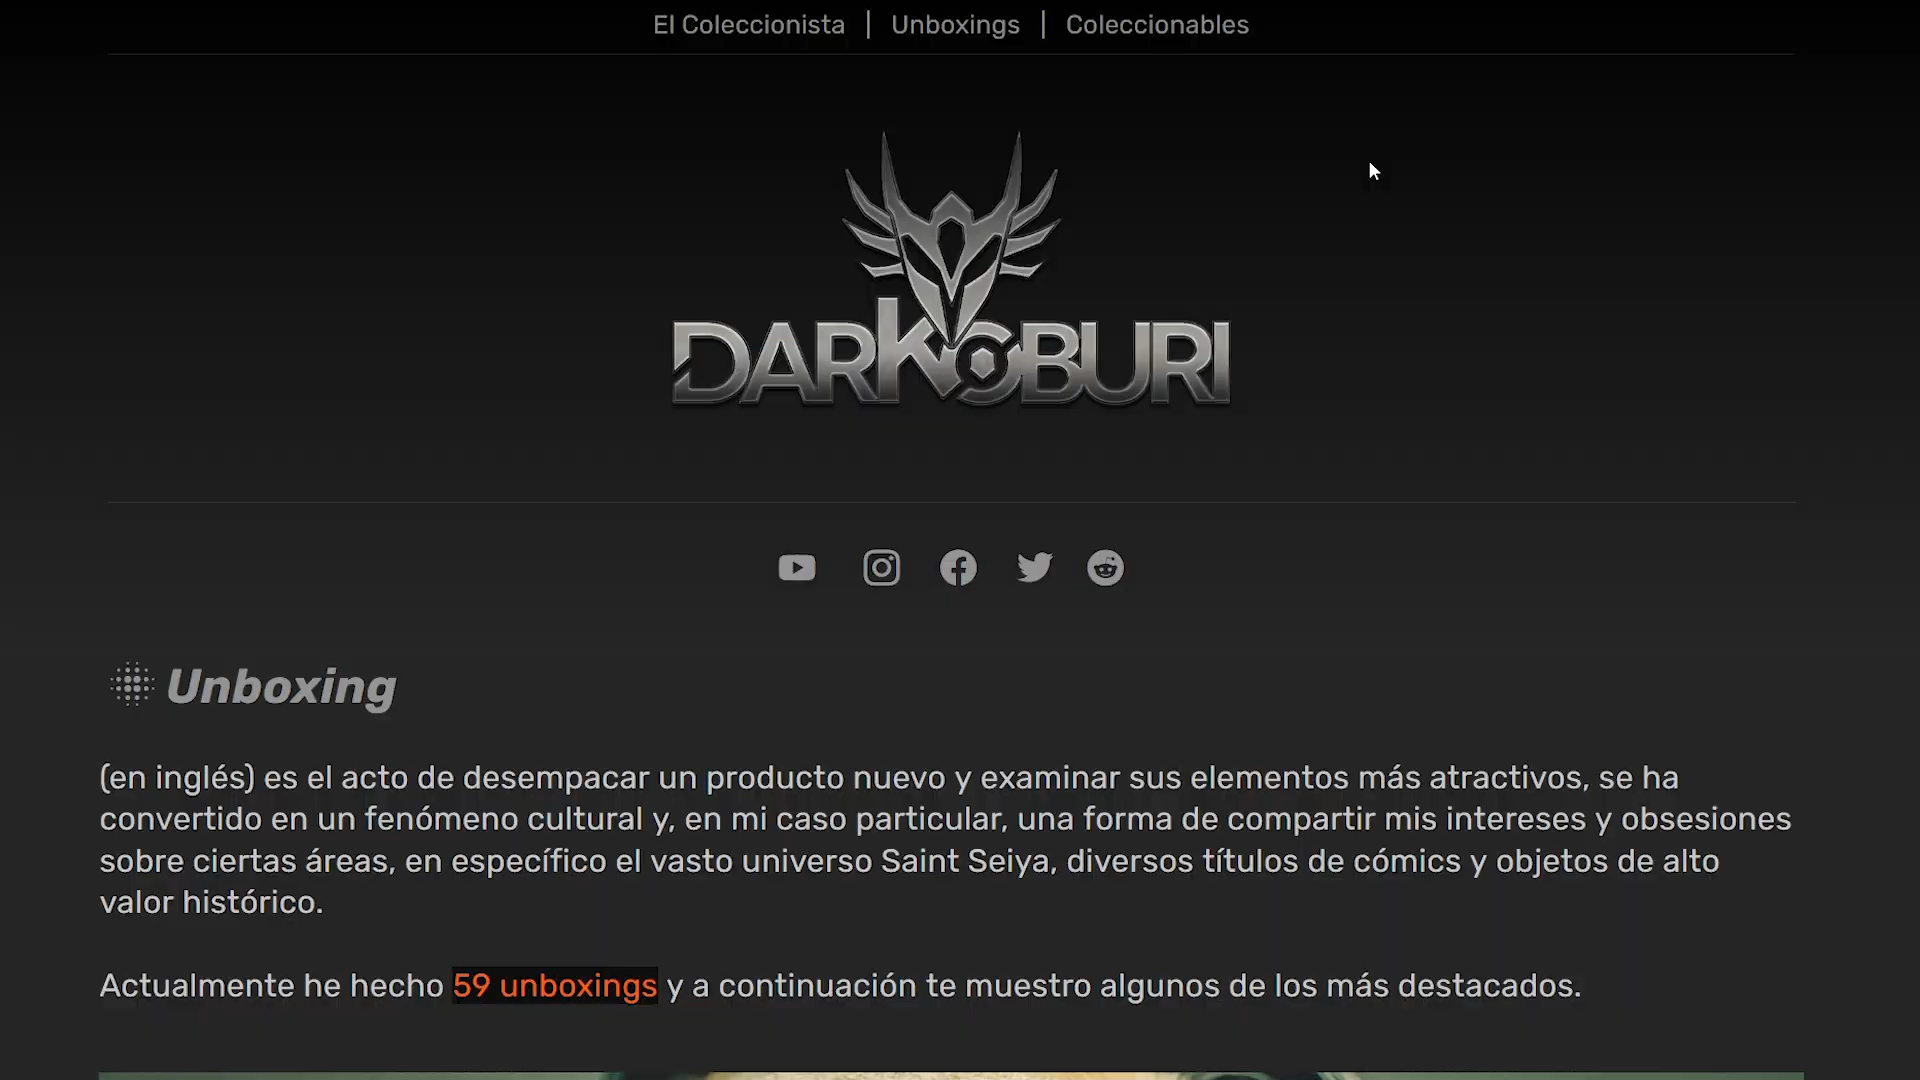 El Coleccionista | Unboxings | Coleccionables
DARKOBURI
Unboxing
(en inglés) es el acto de desempacar un producto nuevo y examinar sus elementos más atractivos, se ha
convertido en un fenómeno cultural y, en mi caso particular, una forma de compartir mis intereses y obsesiones
sobre ciertas áreas, en específico el vasto universo Saint Seiya, diversos títulos de cómics y objetos de alto
valor histórico.
Actualmente he hecho 59 unboxings y a continuación te muestro algunos de los más destacados.